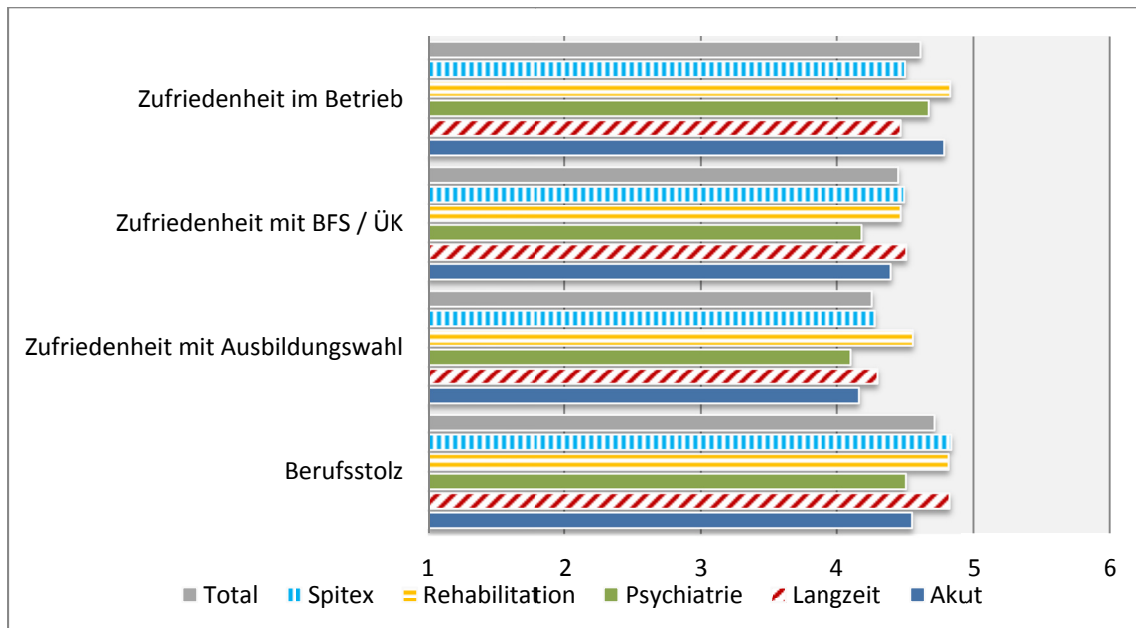 Zufriedenheit im Betrieb
Zufriedenheit mit BFS / ÜK
Zufriedenheit mit Ausbildungswahl
Berufsstolz
1 2 3 4 5 6
Total Spitex Rehabilitation Psychiatrie Langzeit Akut